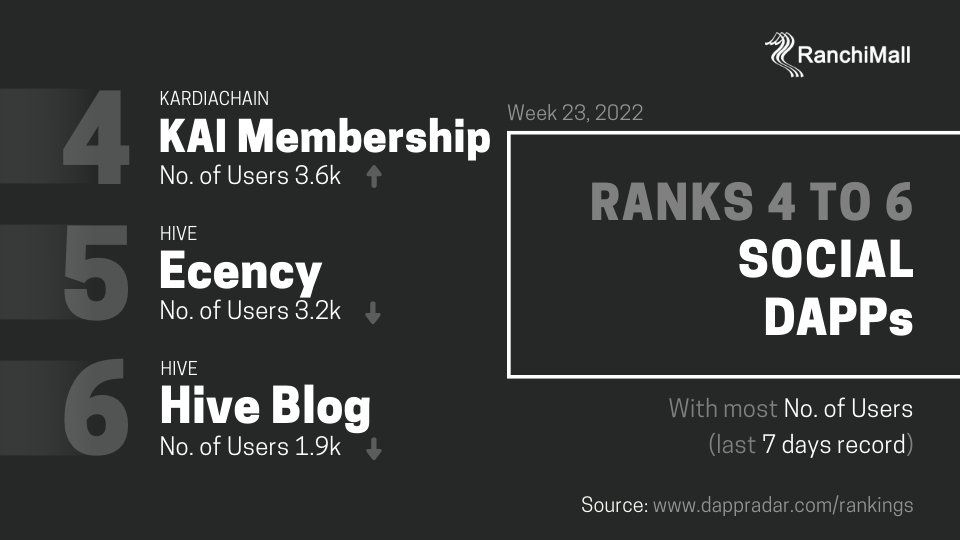 RanchiMall
4
KARDIACHAIN
KAI Membership
No. of Users 3.6k
5
HIVE
Ecency
No. of Users 3.2k
6
HIVE
Hive Blog
No. of Users 1.9k
Week 23, 2022
RANKS 4 TO 6
SOCIAL
DAPPs
With most No. of Users
(last 7 days record)
Source: www.dappradar.com/rankings